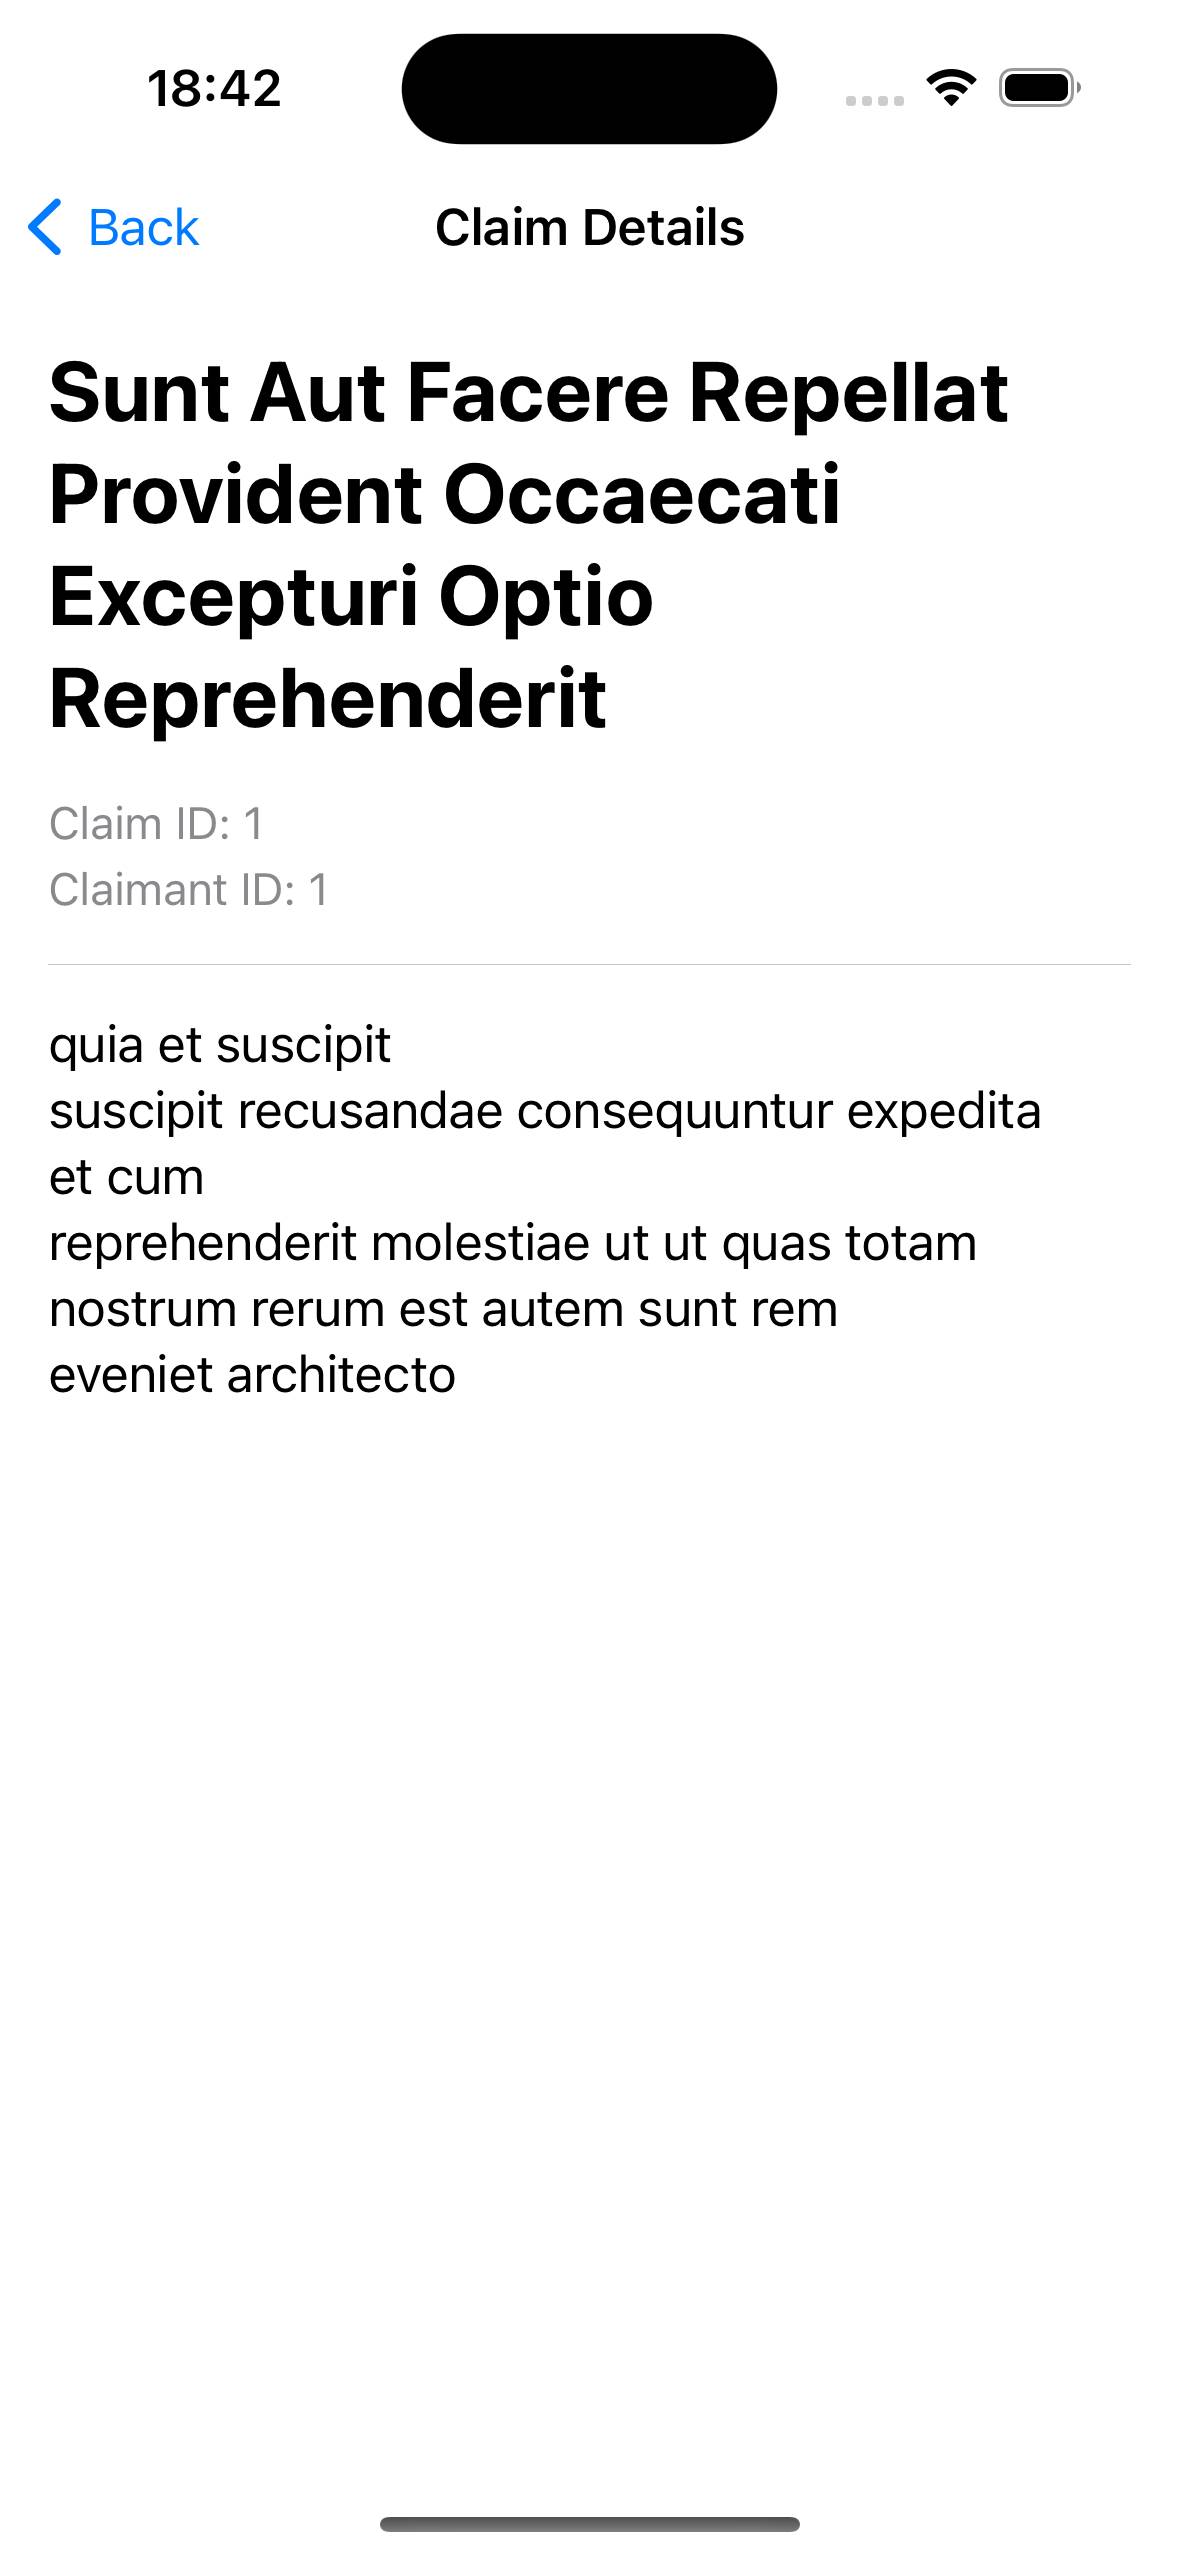 18:42
Back
Claim Details
Sunt Aut Facere Repellat
Provident Occaecati
Excepturi Optio
Reprehenderit
Claim ID: 1
Claimant ID: 1
quia et suscipit
suscipit recusandae consequuntur expedita
et cum
reprehenderit molestiae ut ut quas totam
nostrum rerum est autem sunt rem
eveniet architecto